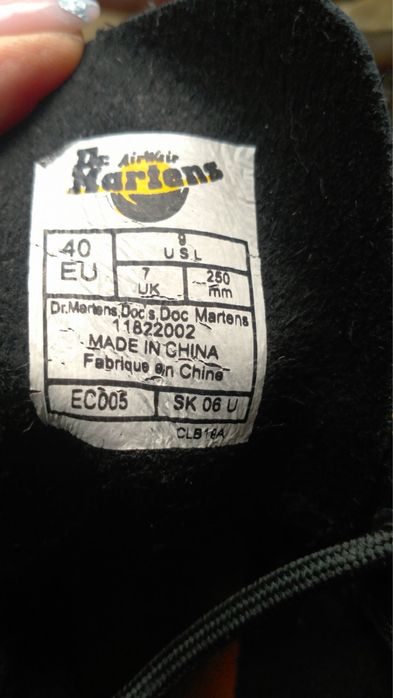 Dr. AirWair
Martens
40
EU
9
USL
7
UK
250
mm
Dr.Martens,Doc's,Doc Martens
11822002
MADE IN CHINA
Fabrique en Chine
EC005
SK 06 U
CLB19A